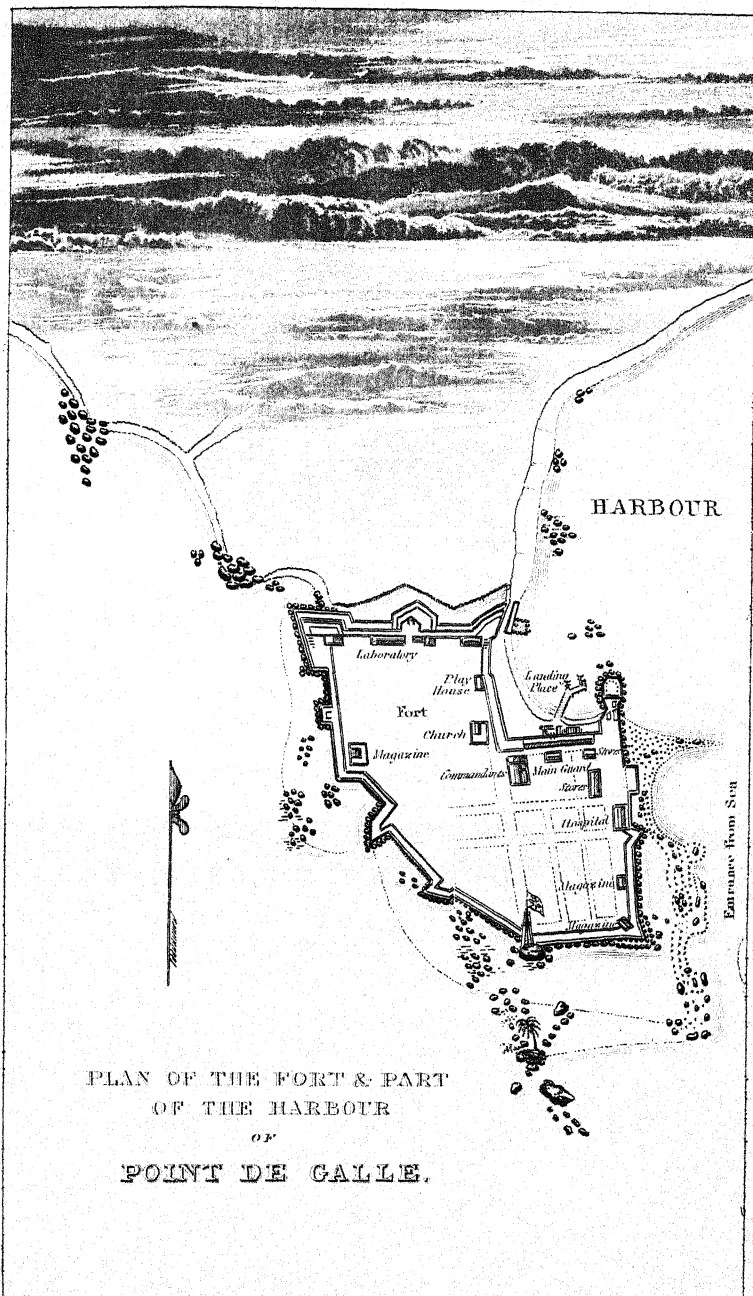 HARBOUR
Laboratory
Play
House
Landing
Place
Fort
Church
Magazine
Commandants
Main Guard
Stores
Stores
Hospital
Entrance from Sea
Magazine
Magazine
PLAN OF THE FORT & PART
OF THE HARBOUR
OF
POINT DE GALLE.